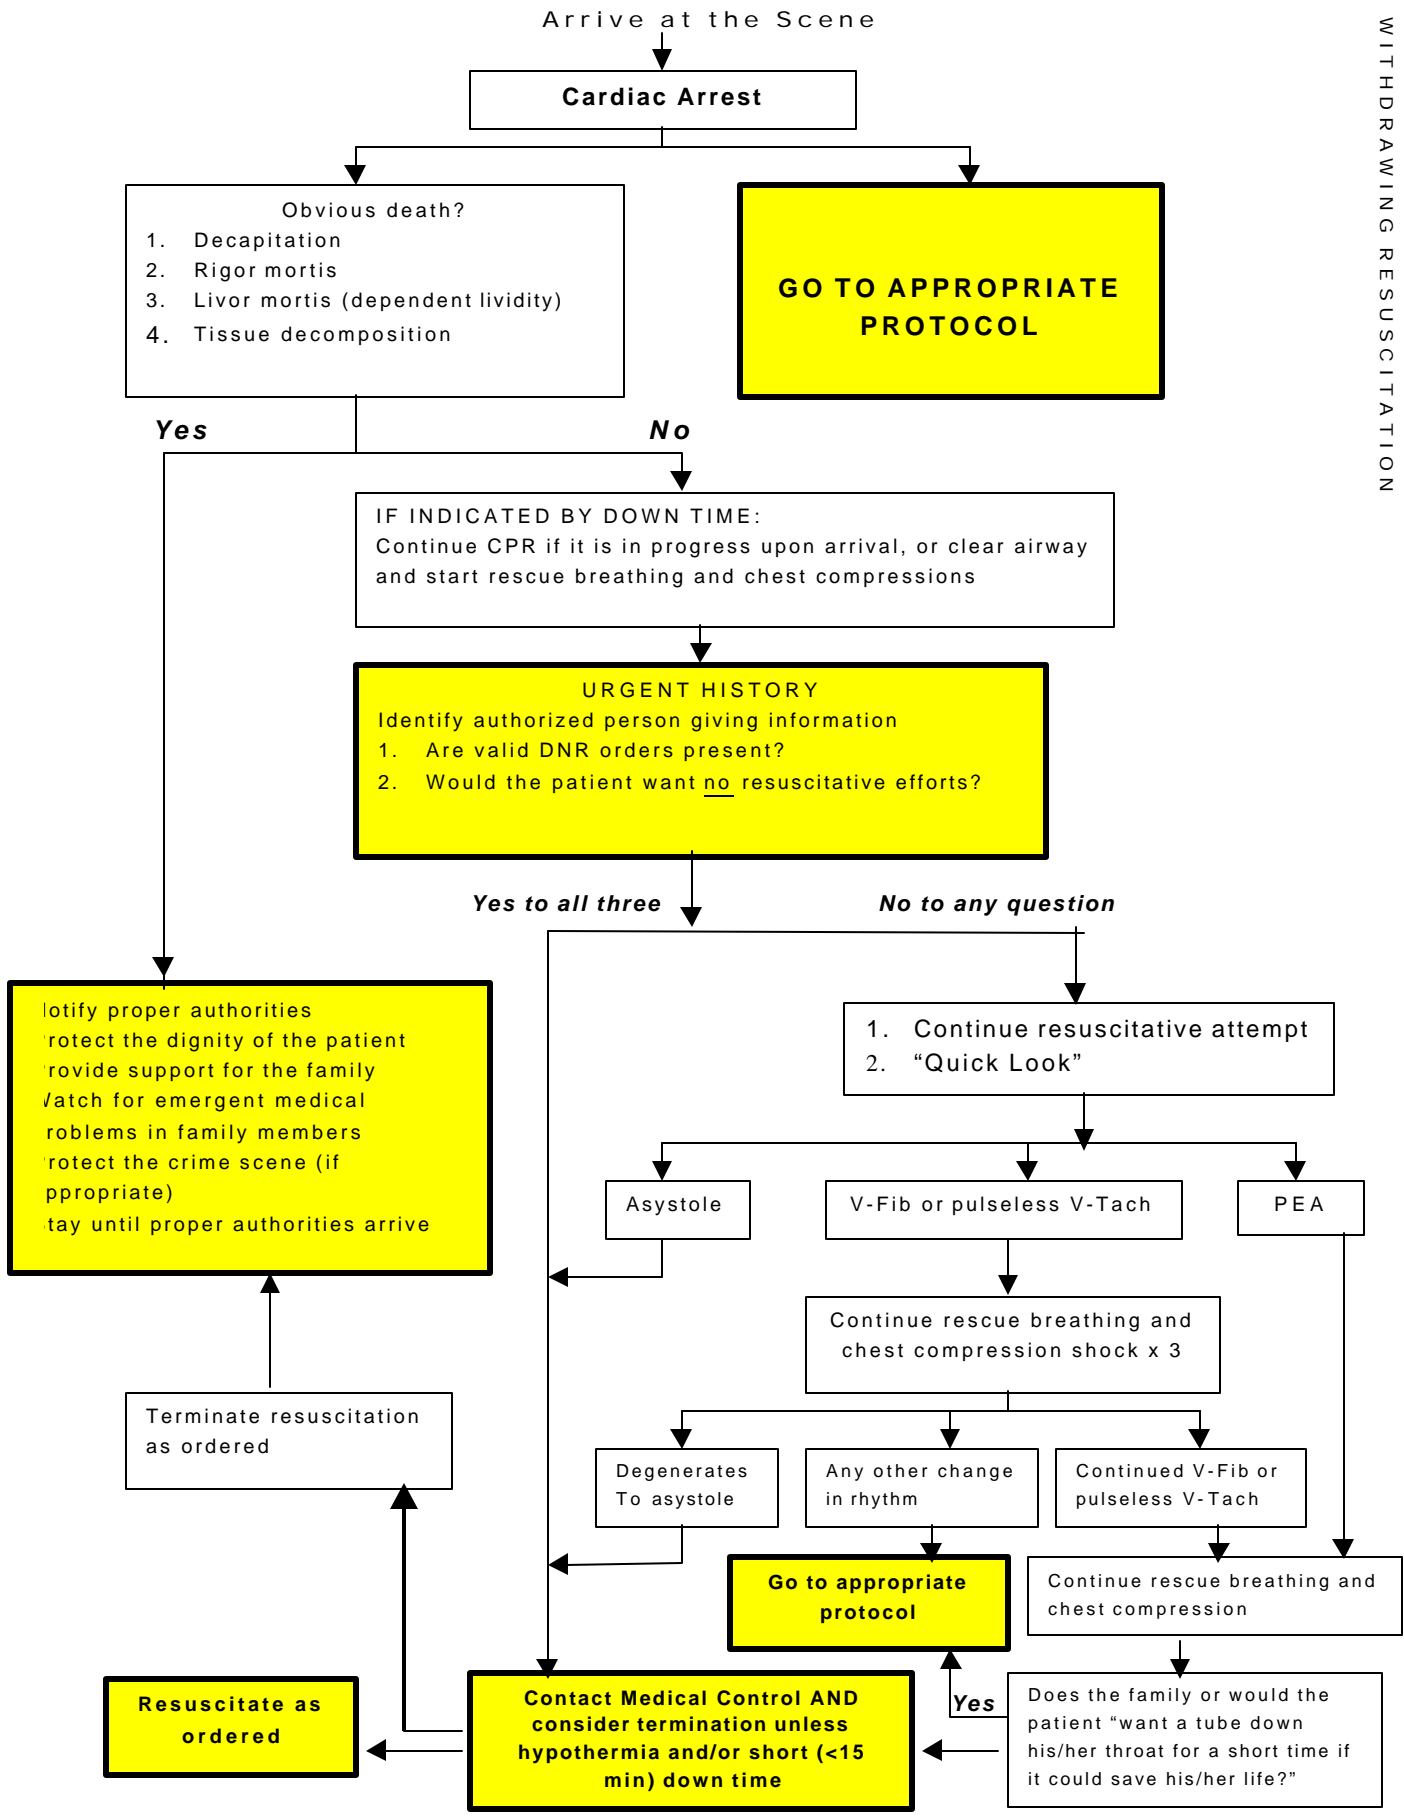 Arrive at the Scene
WITHDRAWING RESUSCITATION
Cardiac Arrest
Obvious death?
1. Decapitation
2. Rigor mortis
3. Livor mortis (dependent lividity)
4. Tissue decomposition
GO TO APPROPRIATE
PROTOCOL
Yes
No
IF INDICATED BY DOWN TIME:
Continue CPR if it is in progress upon arrival, or clear airway
and start rescue breathing and chest compressions
URGENT HISTORY
Identify authorized person giving information
1. Are valid DNR orders present?
2. Would the patient want no resuscitative efforts?
Yes to all three
No to any question
otify proper authorities
rotect the dignity of the patient
rovide support for the family
atch for emergent medical
roblems in family members
rotect the crime scene (if
ppropriate)
tay until proper authorities arrive
1. Continue resuscitative attempt
2. “Quick Look”
Asystole
V-Fib or pulseless V-Tach
PEA
Continue rescue breathing and
chest compression shock x 3
Terminate resuscitation
as ordered
Degenerates
To asystole
Any other change
in rhythm
Continued V-Fib or
pulseless V-Tach
Go to appropriate
protocol
Continue rescue breathing and
chest compression
Resuscitate as
ordered
Contact Medical Control AND
consider termination unless
hypothermia and/or short (<15
min) down time
Yes
Does the family or would the
patient “want a tube down
his/her throat for a short time if
it could save his/her life?”